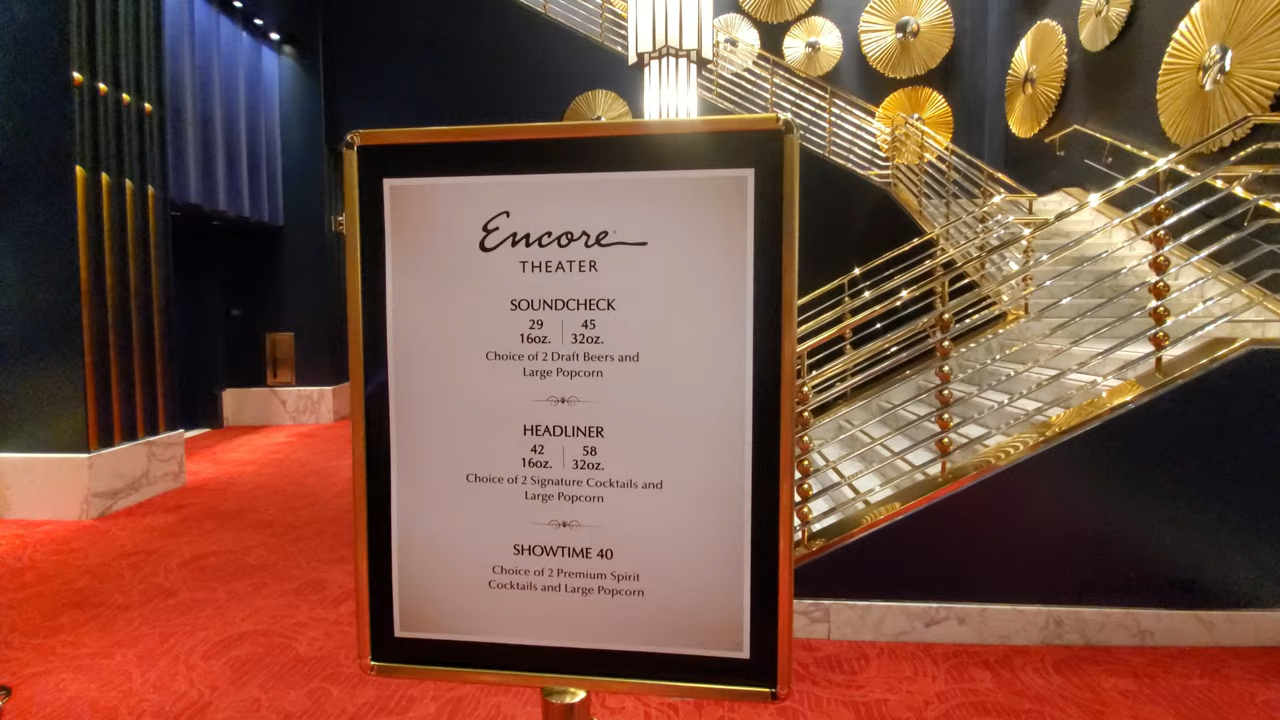 Encore
THEATER
SOUNDCHECK
29 | 45
16oz. | 32oz.
Choice of 2 Draft Beers and
Large Popcorn
HEADLINER
42 | 58
16oz. | 32oz.
Choice of 2 Signature Cocktails and
Large Popcorn
SHOWTIME 40
Choice of 2 Premium Spirit
Cocktails and Large Popcorn